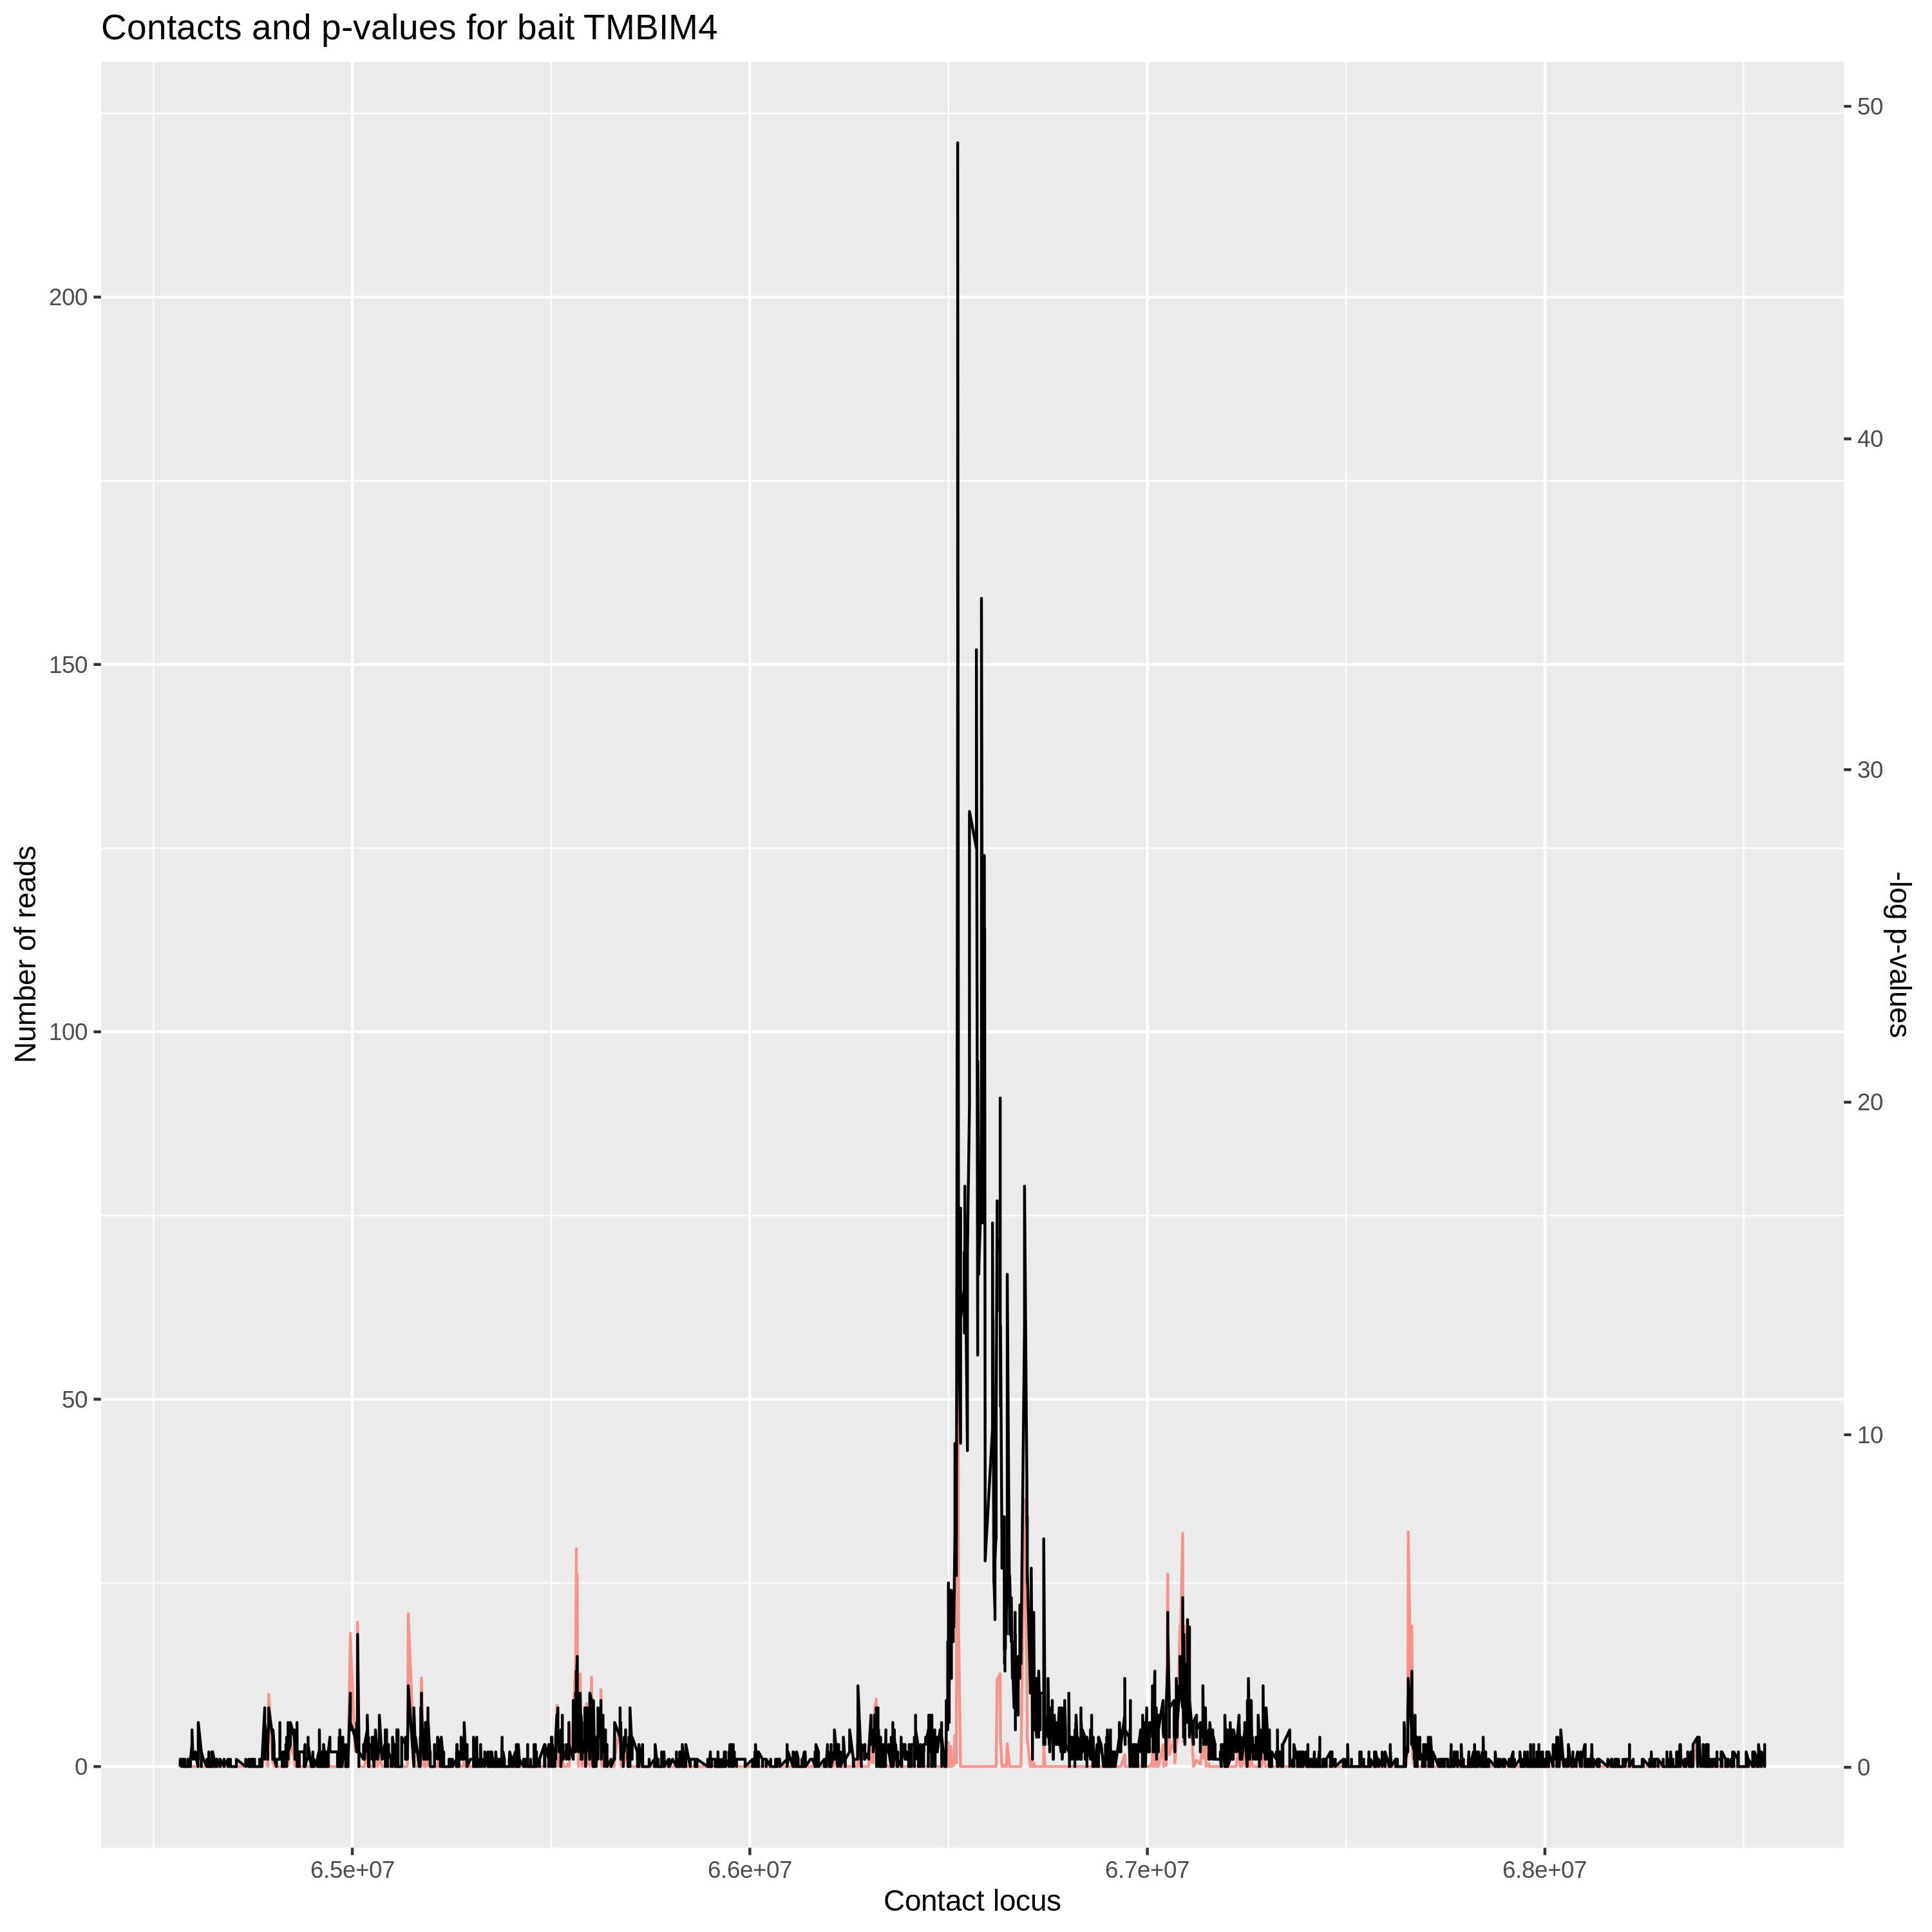 Contacts and p-values for bait TMBIM4
50
200
40
150
30
Number of reads
-log p-values
100
20
50
10
0
0
6.5e+07
6.6e+07
6.7e+07
6.8e+07
Contact locus